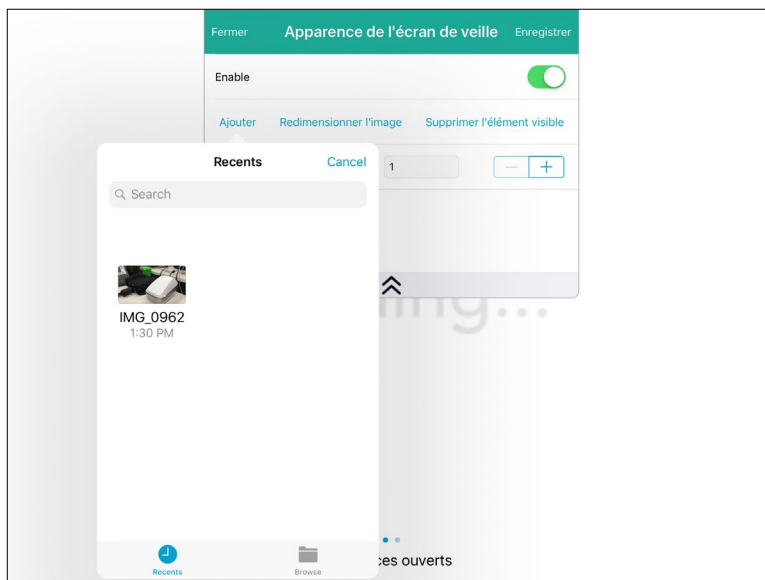 Fermer Apparence de l'écran de veille Enregistrer
Enable
Ajouter Redimensionner l'image Supprimer l'élément visible
Recents Cancel
1
Search
IMG_0962
1:30 PM
ing...
ces ouverts
Recents Browse